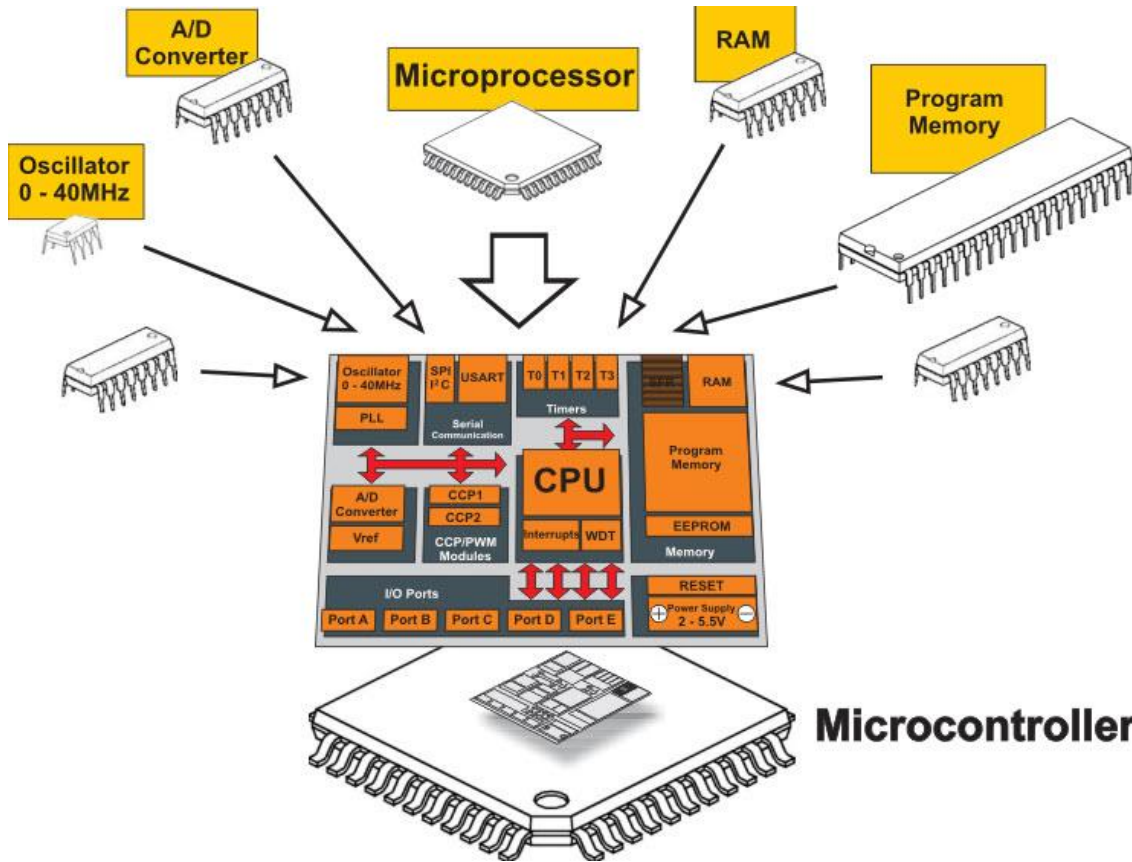 A/D
Converter
Microprocessor
RAM
Program
Memory
Oscillator
0 - 40MHz
Oscillator
0 - 40MHz
PLL
SPI
I²C
USART
Serial
Communication
T0 T1 T2 T3
Timers
SFR
RAM
Program
Memory
EEPROM
Memory
A/D
Converter
Vref
CCP1
CCP2
CCP/PWM
Modules
CPU
Interrupts WDT
I/O Ports
Port A Port B Port C Port D Port E
RESET
+ Power Supply −
2 - 5.5V
Microcontroller